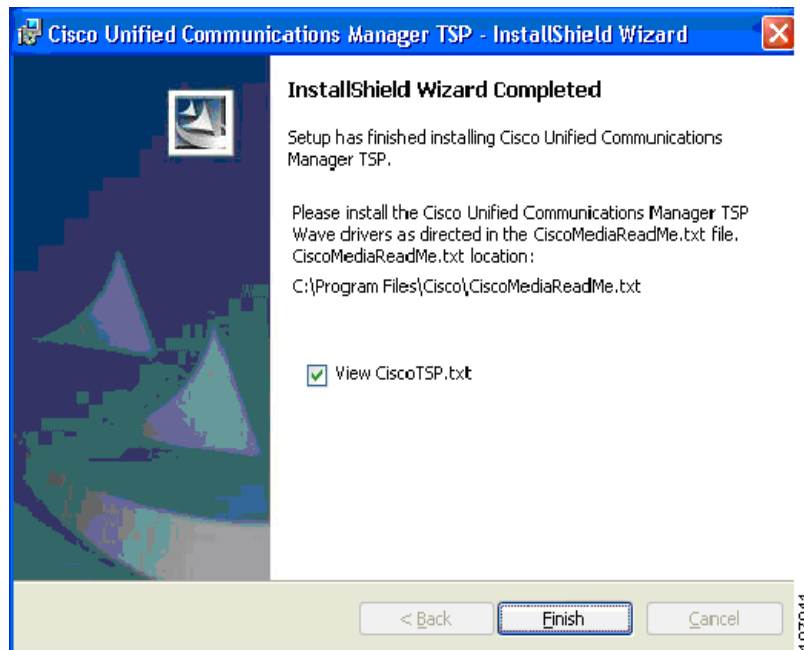 Cisco Unified Communications Manager TSP - InstallShield Wizard
InstallShield Wizard Completed
Setup has finished installing Cisco Unified Communications
Manager TSP.
Please install the Cisco Unified Communications Manager TSP
Wave drivers as directed in the CiscoMediaReadMe.txt file.
CiscoMediaReadMe.txt location:
C:\Program Files\Cisco\CiscoMediaReadMe.txt
View CiscoTSP.txt
< Back
Finish
Cancel